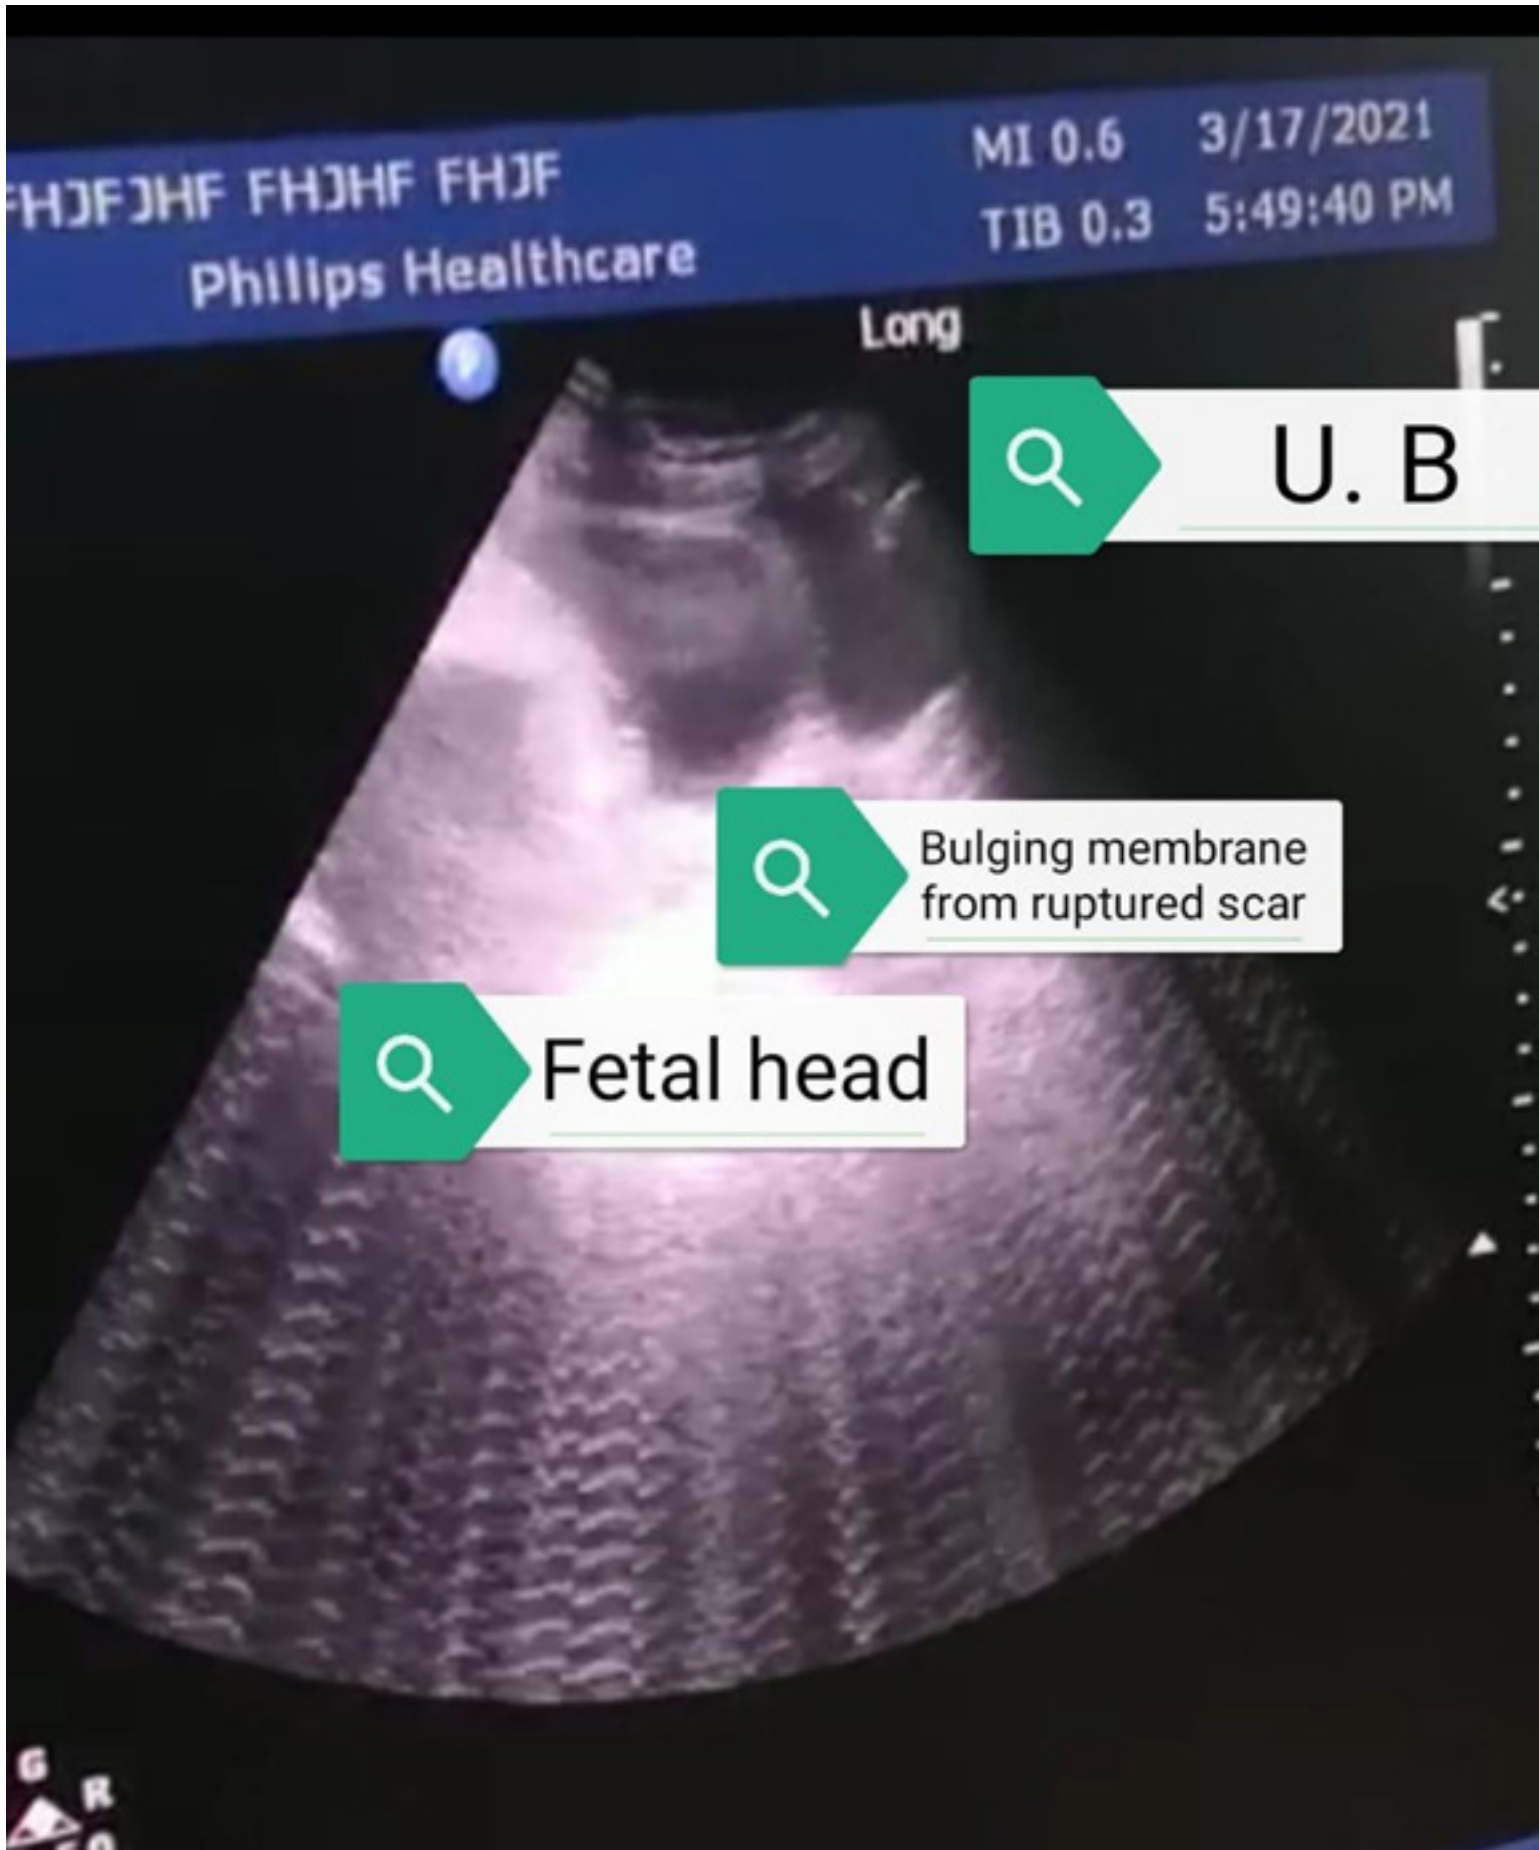 FHJFJHF FHJHF FHJF
Philips Healthcare
MI 0.6
TIB 0.3
3/17/2021
5:49:40 PM
Long
U. B
Bulging membrane
from ruptured scar
Fetal head
G
R